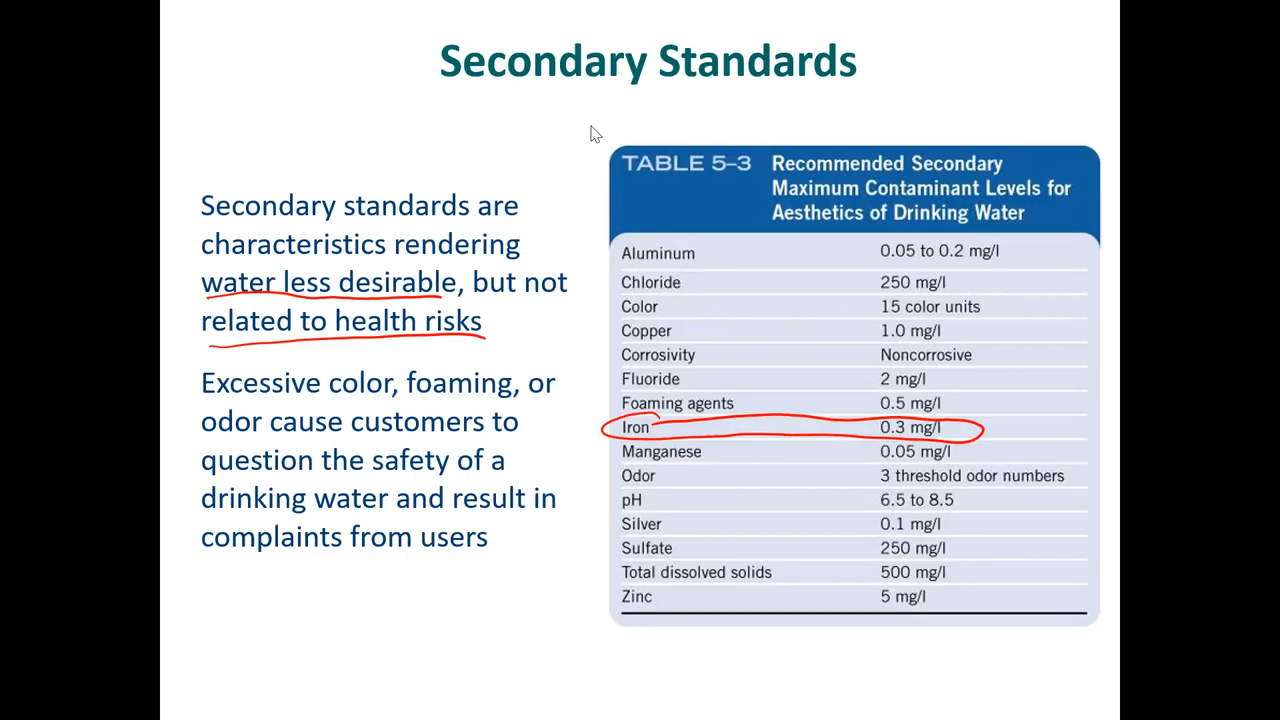 Secondary Standards
Secondary standards are
characteristics rendering
water less desirable, but not
related to health risks
Excessive color, foaming, or
odor cause customers to
question the safety of a
drinking water and result in
complaints from users
TABLE 5–3 Recommended Secondary
Maximum Contaminant Levels for
Aesthetics of Drinking Water
Aluminum 0.05 to 0.2 mg/l
Chloride 250 mg/l
Color 15 color units
Copper 1.0 mg/l
Corrosivity Noncorrosive
Fluoride 2 mg/l
Foaming agents 0.5 mg/l
Iron 0.3 mg/l
Manganese 0.05 mg/l
Odor 3 threshold odor numbers
pH 6.5 to 8.5
Silver 0.1 mg/l
Sulfate 250 mg/l
Total dissolved solids 500 mg/l
Zinc 5 mg/l